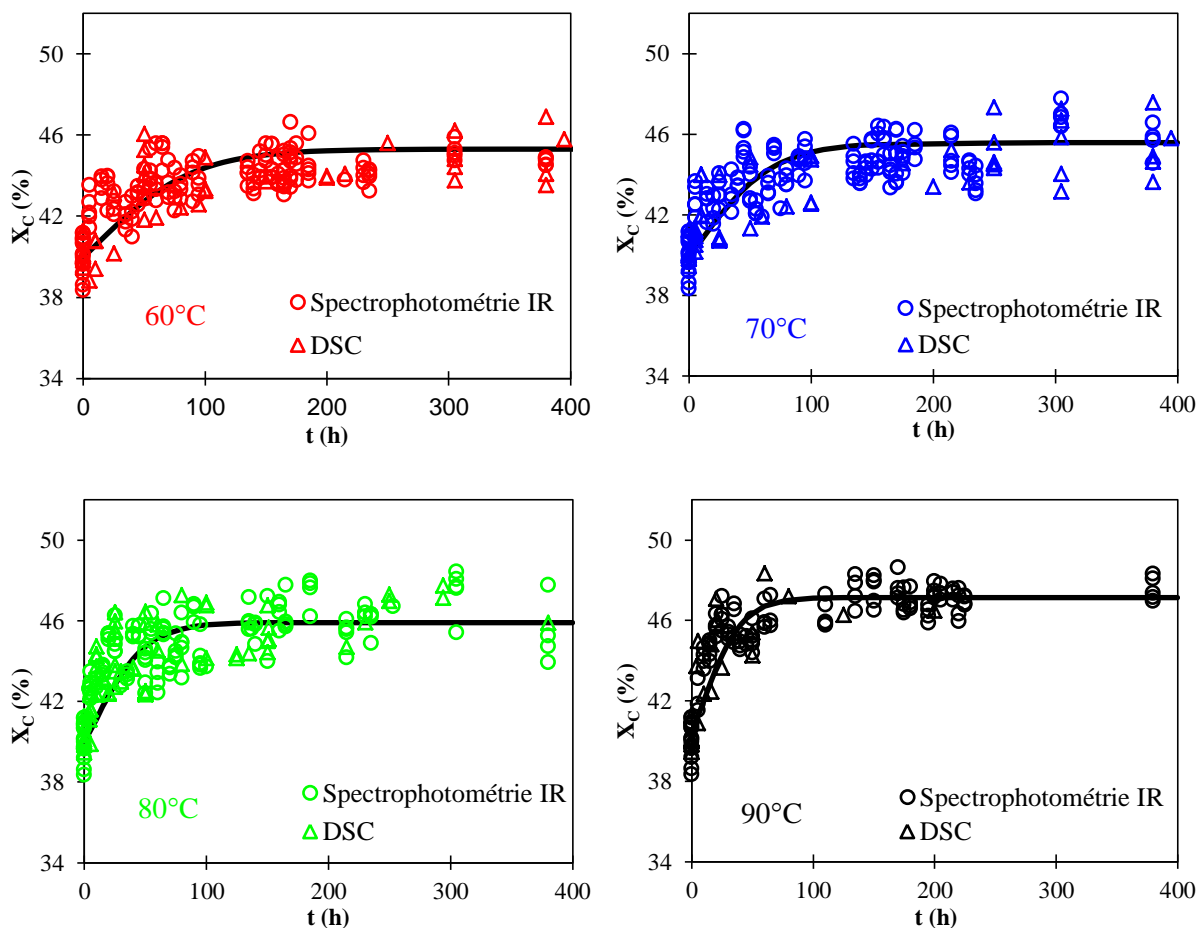 50
46
42
38
34
X_C (%)
Spectrophotométrie IR
60°C
DSC
0 100 200 300 400
t (h)
50
46
42
38
34
X_C (%)
Spectrophotométrie IR
70°C
DSC
0 100 200 300 400
t (h)
50
46
42
38
34
X_C (%)
Spectrophotométrie IR
80°C
DSC
0 100 200 300 400
t (h)
50
46
42
38
34
X_C (%)
Spectrophotométrie IR
90°C
DSC
0 100 200 300 400
t (h)